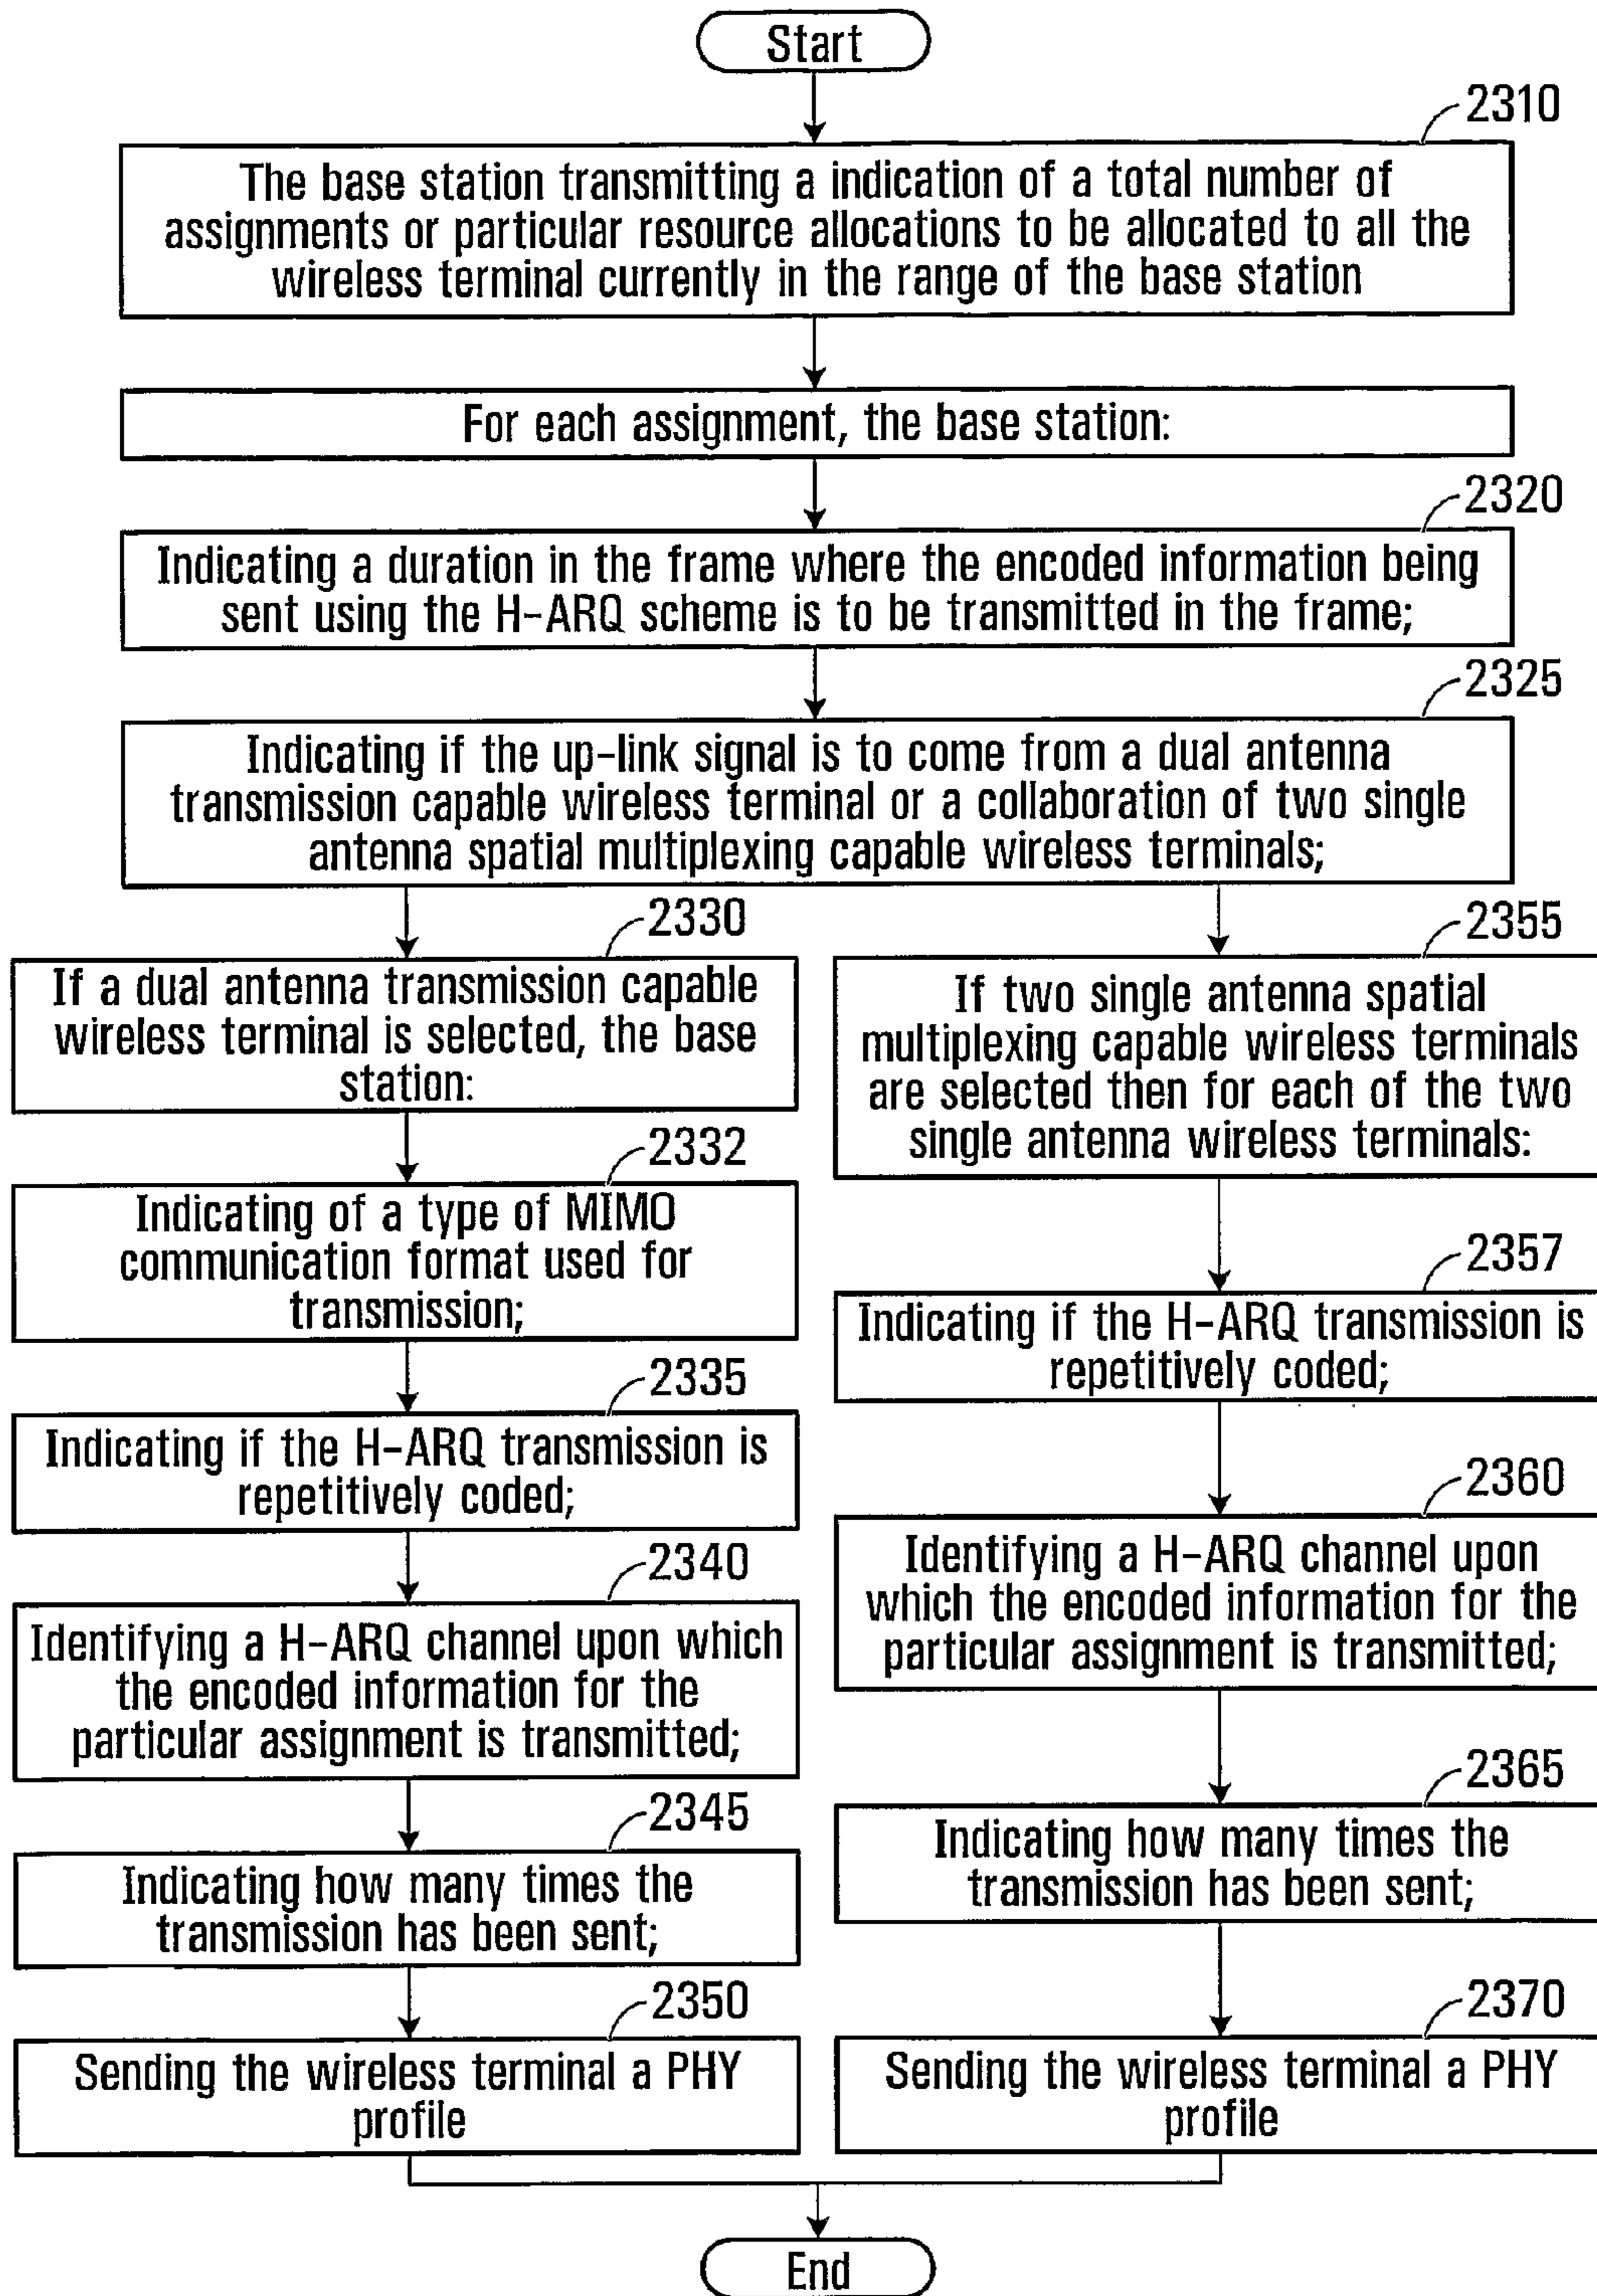 Start
2310
The base station transmitting a indication of a total number of
assignments or particular resource allocations to be allocated to all the
wireless terminal currently in the range of the base station
For each assignment, the base station:
2320
Indicating a duration in the frame where the encoded information being
sent using the H-ARQ scheme is to be transmitted in the frame;
2325
Indicating if the up-link signal is to come from a dual antenna
transmission capable wireless terminal or a collaboration of two single
antenna spatial multiplexing capable wireless terminals;
2330
If a dual antenna transmission capable
wireless terminal is selected, the base
station:
2332
Indicating of a type of MIMO
communication format used for
transmission;
2335
Indicating if the H-ARQ transmission is
repetitively coded;
2340
Identifying a H-ARQ channel upon which
the encoded information for the
particular assignment is transmitted;
2345
Indicating how many times the
transmission has been sent;
2350
Sending the wireless terminal a PHY
profile
2355
If two single antenna spatial
multiplexing capable wireless terminals
are selected then for each of the two
single antenna wireless terminals:
2357
Indicating if the H-ARQ transmission is
repetitively coded;
2360
Identifying a H-ARQ channel upon
which the encoded information for the
particular assignment is transmitted;
2365
Indicating how many times the
transmission has been sent;
2370
Sending the wireless terminal a PHY
profile
End